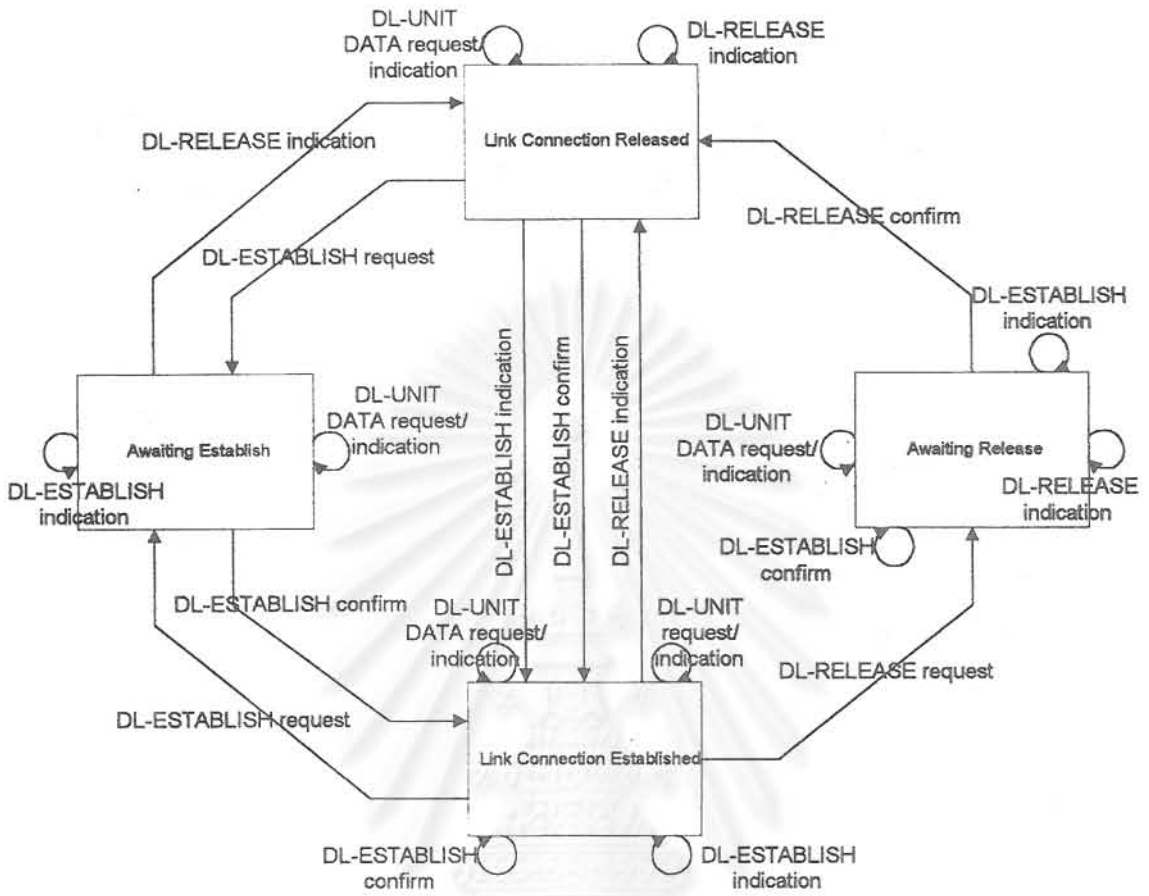 DL-UNIT
DATA request/
indication
DL-RELEASE
indication
Link Connection Released
DL-RELEASE indication
DL-RELEASE confirm
DL-ESTABLISH request
DL-ESTABLISH
indication
DL-ESTABLISH indication
DL-ESTABLISH confirm
DL-RELEASE indication
Awaiting Establish
DL-UNIT
DATA request/
indication
DL-ESTABLISH
indication
DL-UNIT
DATA request/
indication
Awaiting Release
DL-RELEASE
indication
DL-ESTABLISH
confirm
DL-ESTABLISH confirm
DL-UNIT
DATA request/
indication
DL-UNIT
request/
indication
DL-RELEASE request
DL-ESTABLISH request
Link Connection Established
DL-ESTABLISH
confirm
DL-ESTABLISH
indication